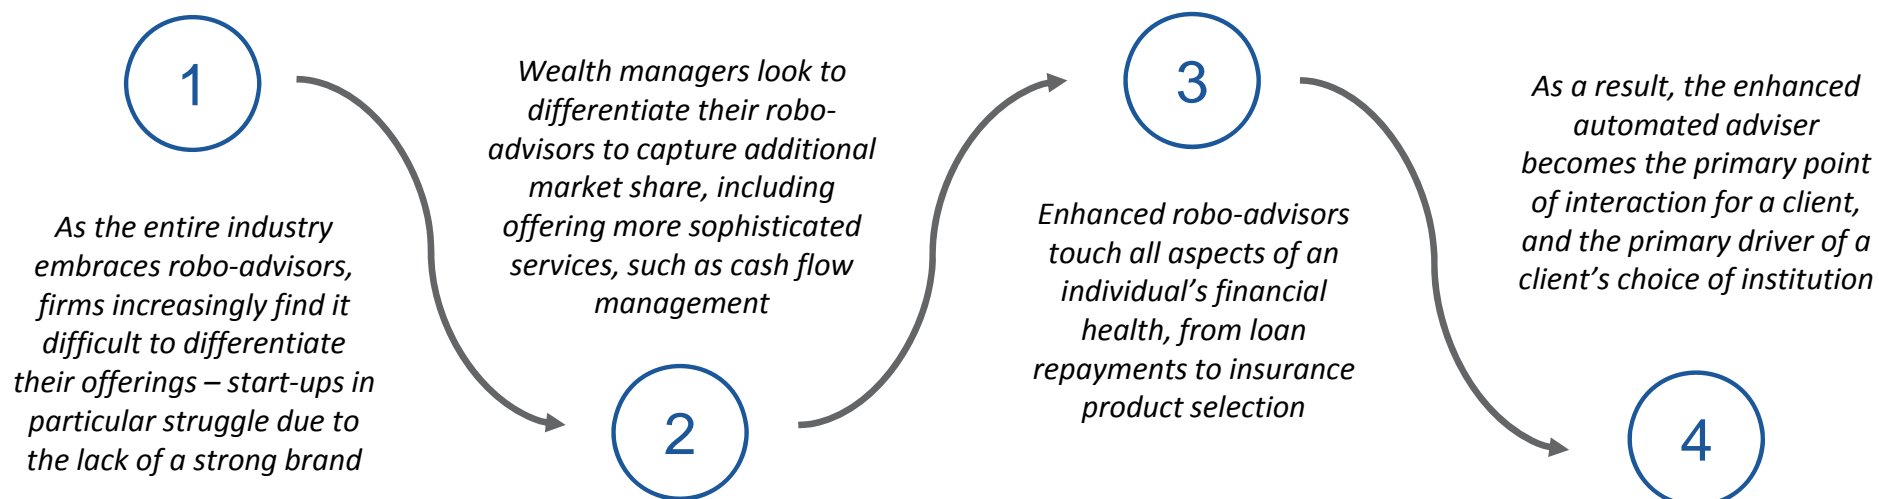 1
As the entire industry
embraces robo-advisors,
firms increasingly find it
difficult to differentiate
their offerings – start-ups in
particular struggle due to
the lack of a strong brand
Wealth managers look to
differentiate their robo-
advisors to capture additional
market share, including
offering more sophisticated
services, such as cash flow
management
2
3
Enhanced robo-advisors
touch all aspects of an
individual’s financial
health, from loan
repayments to insurance
product selection
As a result, the enhanced
automated adviser
becomes the primary point
of interaction for a client,
and the primary driver of a
client’s choice of institution
4